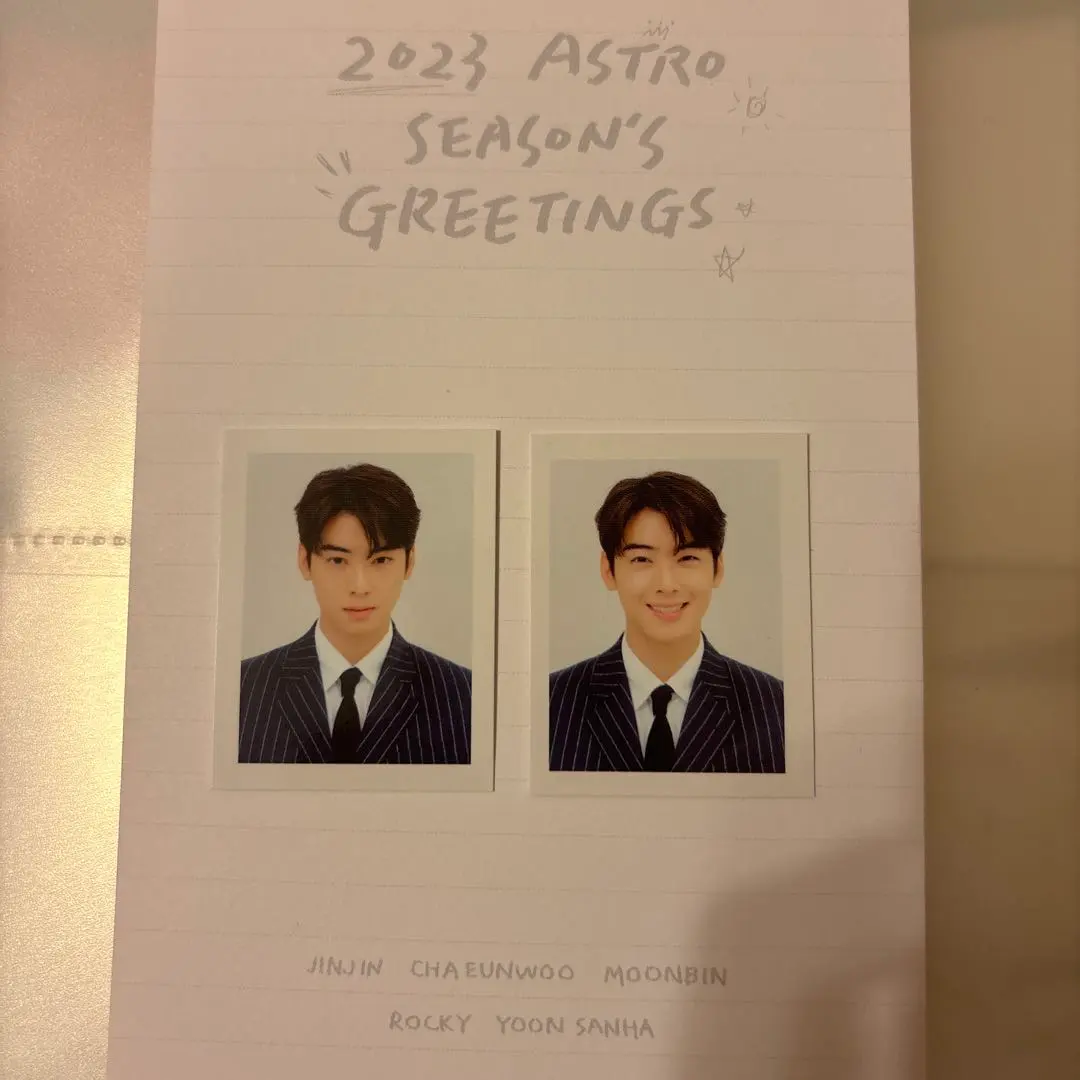 2023 ASTRO
SEASON'S
GREETINGS
JINJIN CHAEUNWOO MOONBIN
ROCKY YOON SANHA